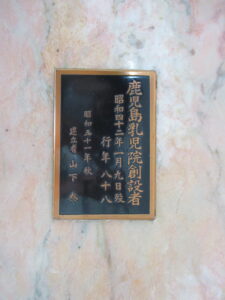 鹿児島乳児院創設者
昭和四十二年一月九日歿
行年八十八
昭和五十一年秋
建立者 山下